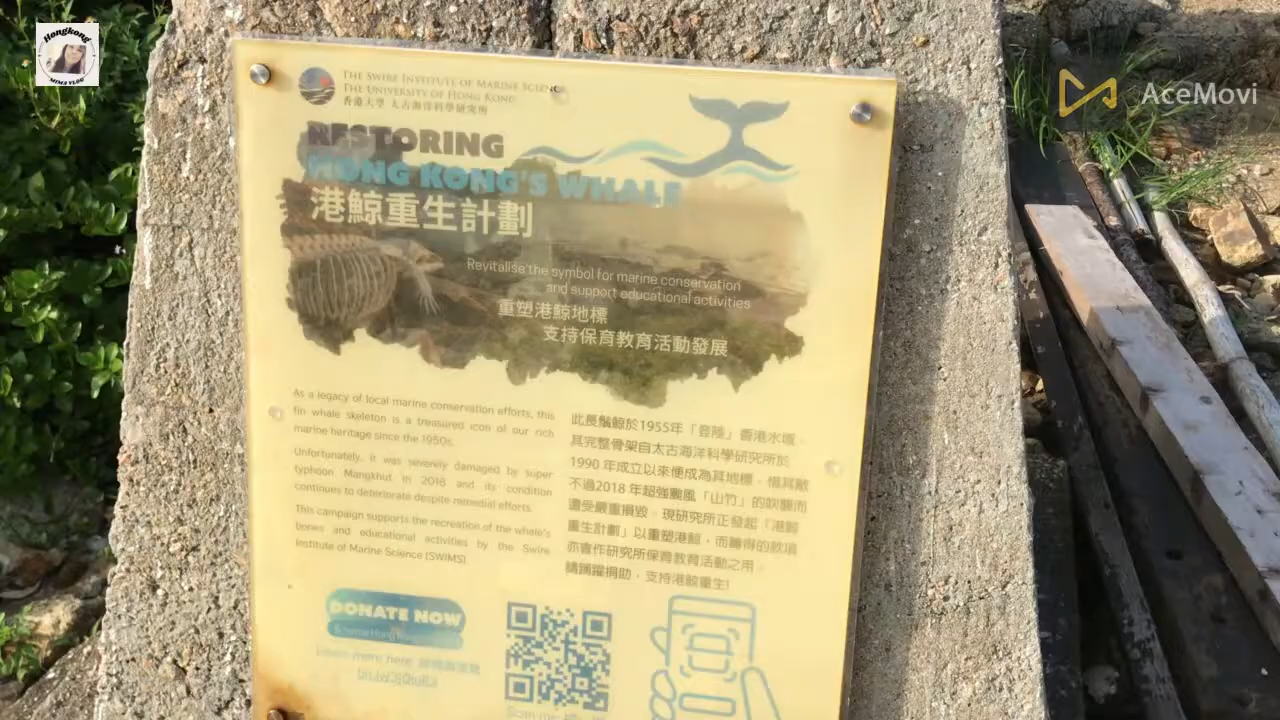 Hongkong
MIMA VLOG
AceMovi
THE SWIRE INSTITUTE OF MARINE SCIENCE
THE UNIVERSITY OF HONG KONG
香港大學 太古海洋科學研究所
RESTORING
HONG KONG'S WHALE
港鯨重生計劃
Revitalise the symbol for marine conservation
and support educational activities
重塑港鯨地標
支持保育教育活動發展
As a legacy of local marine conservation efforts, this
fin whale skeleton is a treasured icon of our rich
marine heritage since the 1950s.
Unfortunately, it was severely damaged by super
typhoon Mangkhut in 2018 and its condition
continues to deteriorate despite remedial efforts.
This campaign supports the recreation of the whale's
bones and educational activities by the Swire
Institute of Marine Science (SWIMS).
此長鬚鯨於1955年「登陸」香港水域，
其完整骨架自太古海洋科學研究所於
1990 年成立以來便成為其地標。惜其敵
不過2018 年超強颱風「山竹」的吹襲而
遭受嚴重損毀。現研究所正發起「港鯨
重生計劃」以重塑港鯨，而籌得的款項
亦會作研究所保育教育活動之用。
請踴躍捐助，支持港鯨重生!
DONATE NOW
Learn more here
Scan me